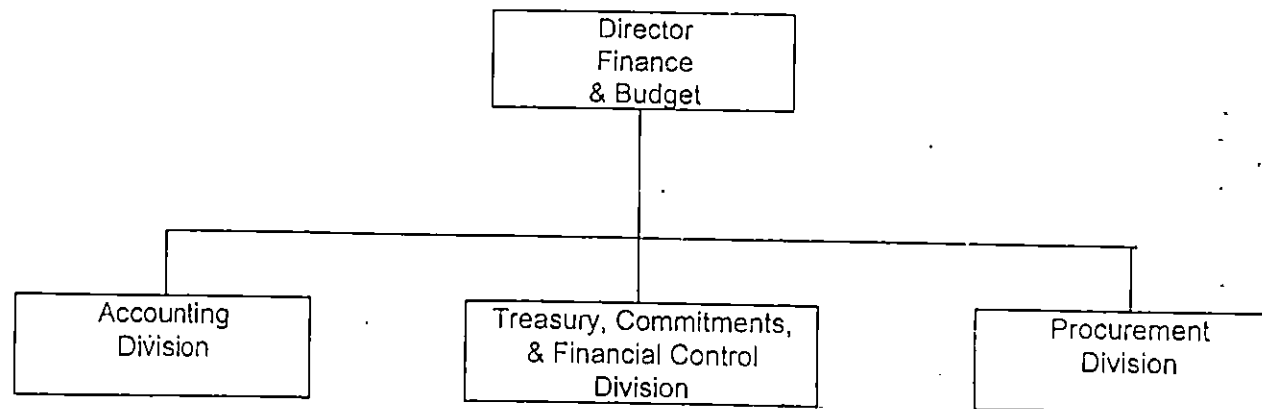 Director
Finance
& Budget
Accounting
Division
Treasury, Commitments,
& Financial Control
Division
Procurement
Division